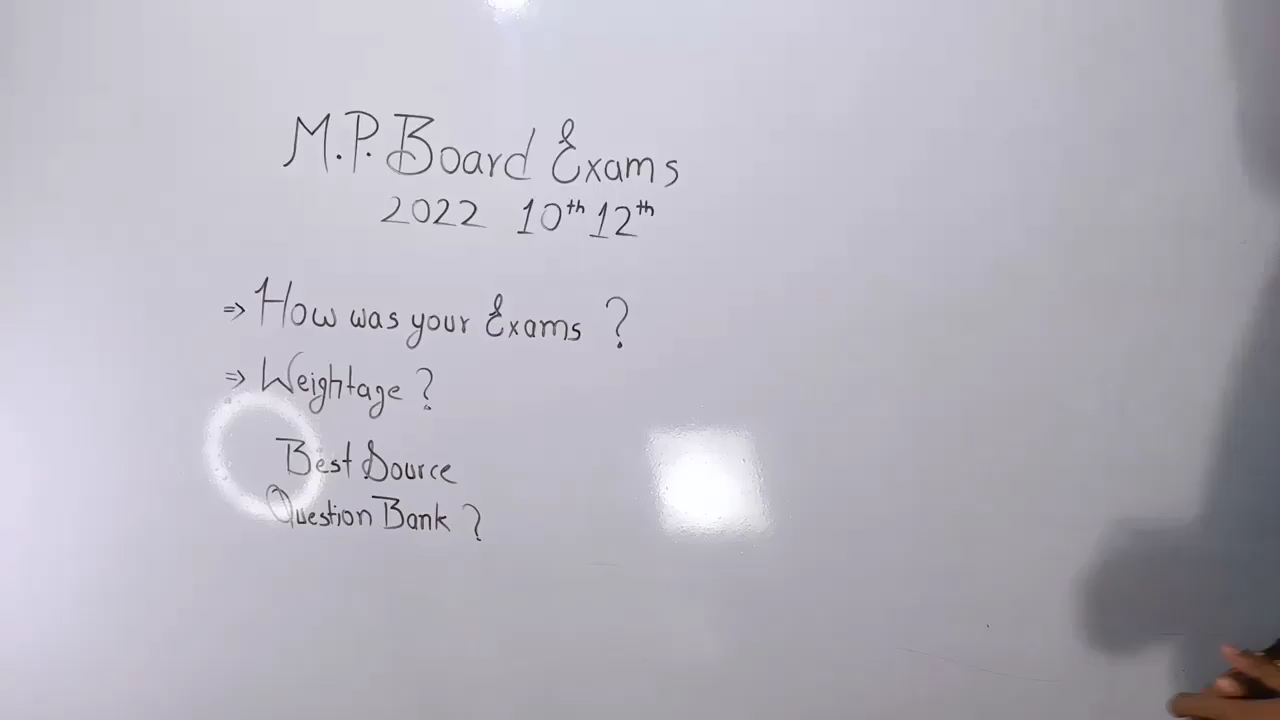 M.P. Board Exams
2022 10th 12th
⇒ How was your Exams ?
⇒ Weightage ?
Best Source
Question Bank ?